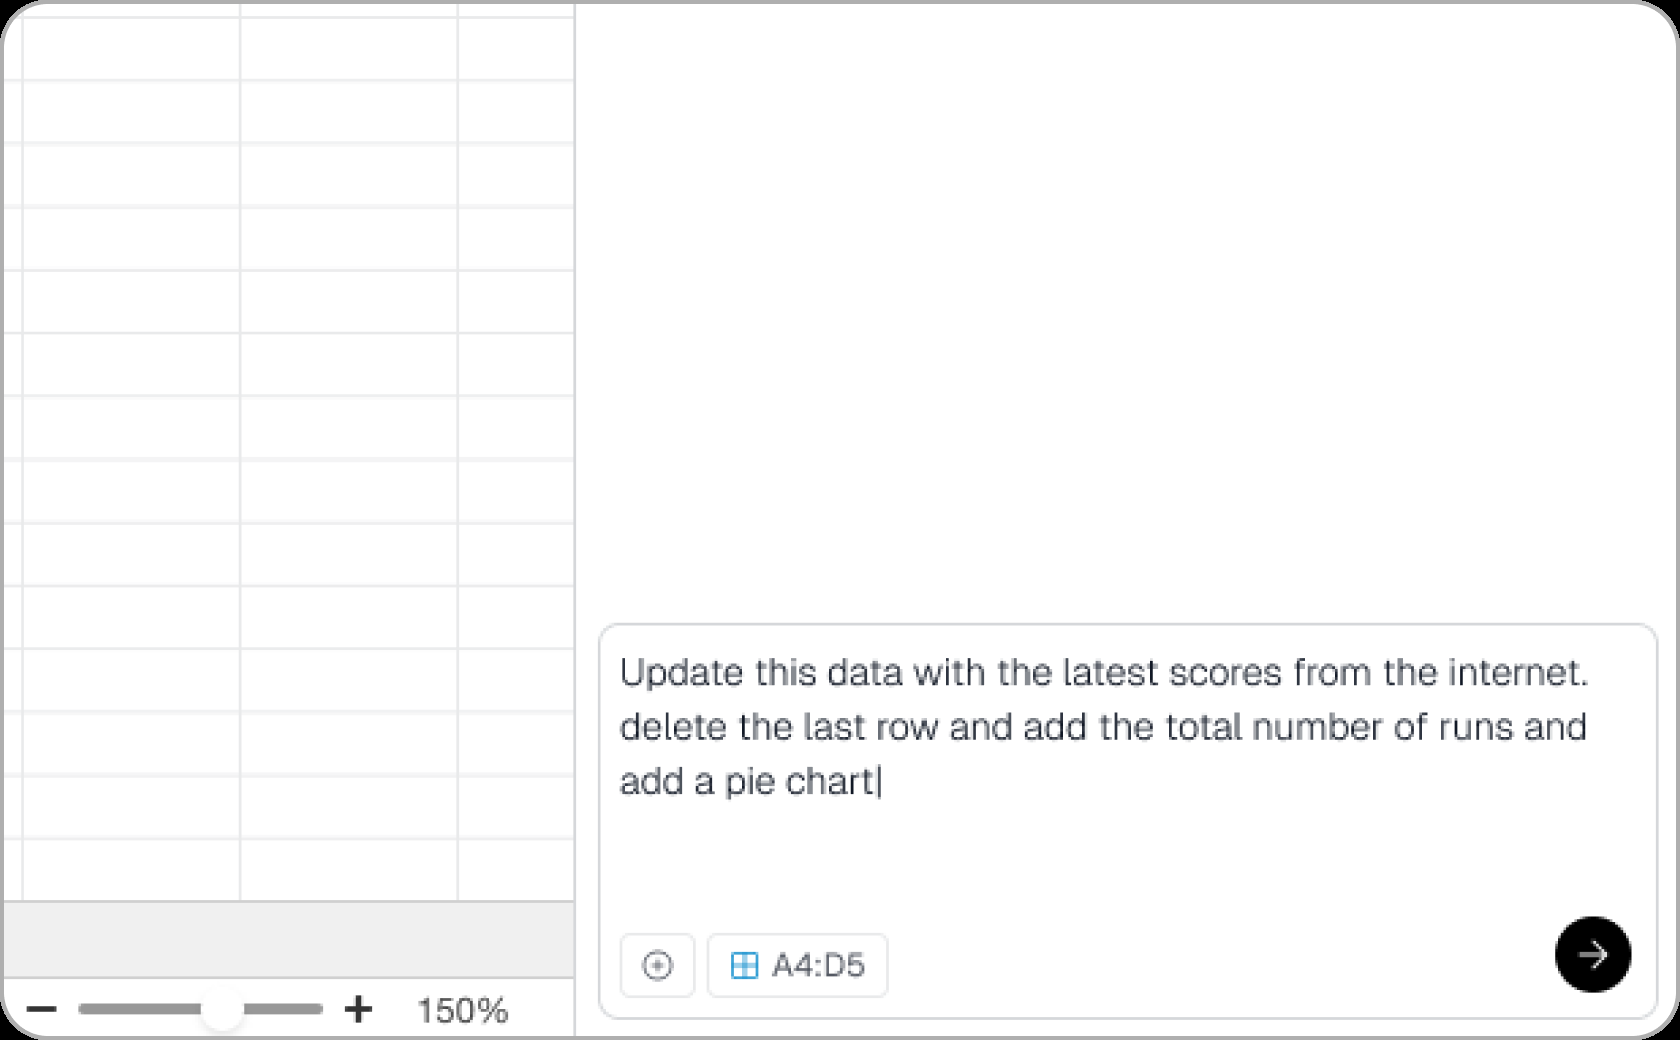 Update this data with the latest scores from the internet.
delete the last row and add the total number of runs and
add a pie chart
A4:D5
150%